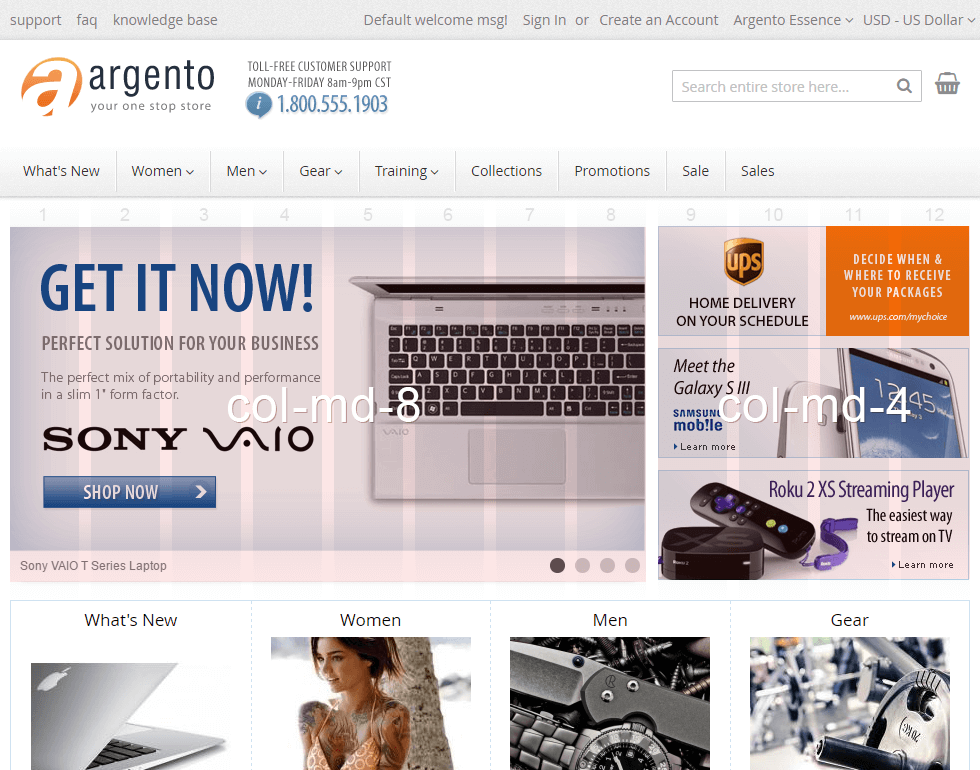 support faq knowledge base
Default welcome msg! Sign In or Create an Account Argento Essence USD - US Dollar
argento
your one stop store
TOLL-FREE CUSTOMER SUPPORT
MONDAY-FRIDAY 8am-9pm CST
i 1.800.555.1903
Search entire store here...
What's New Women Men Gear Training Collections Promotions Sale Sales
1 2 3 4 5 6 7 8 9 10 11 12
GET IT NOW!
PERFECT SOLUTION FOR YOUR BUSINESS
The perfect mix of portability and performance
in a slim 1" form factor.
col-md-8
SONY VAIO
SHOP NOW
VAIO
Sony VAIO T Series Laptop
ups
HOME DELIVERY
ON YOUR SCHEDULE
DECIDE WHEN &
WHERE TO RECEIVE
YOUR PACKAGES
www.ups.com/mychoice
Meet the
Galaxy S III
SAMSUNG
mobile
col-md-4
Learn more
12:45
Roku 2 XS Streaming Player
The easiest way
to stream on TV
Learn more
What's New Women Men Gear
20KG